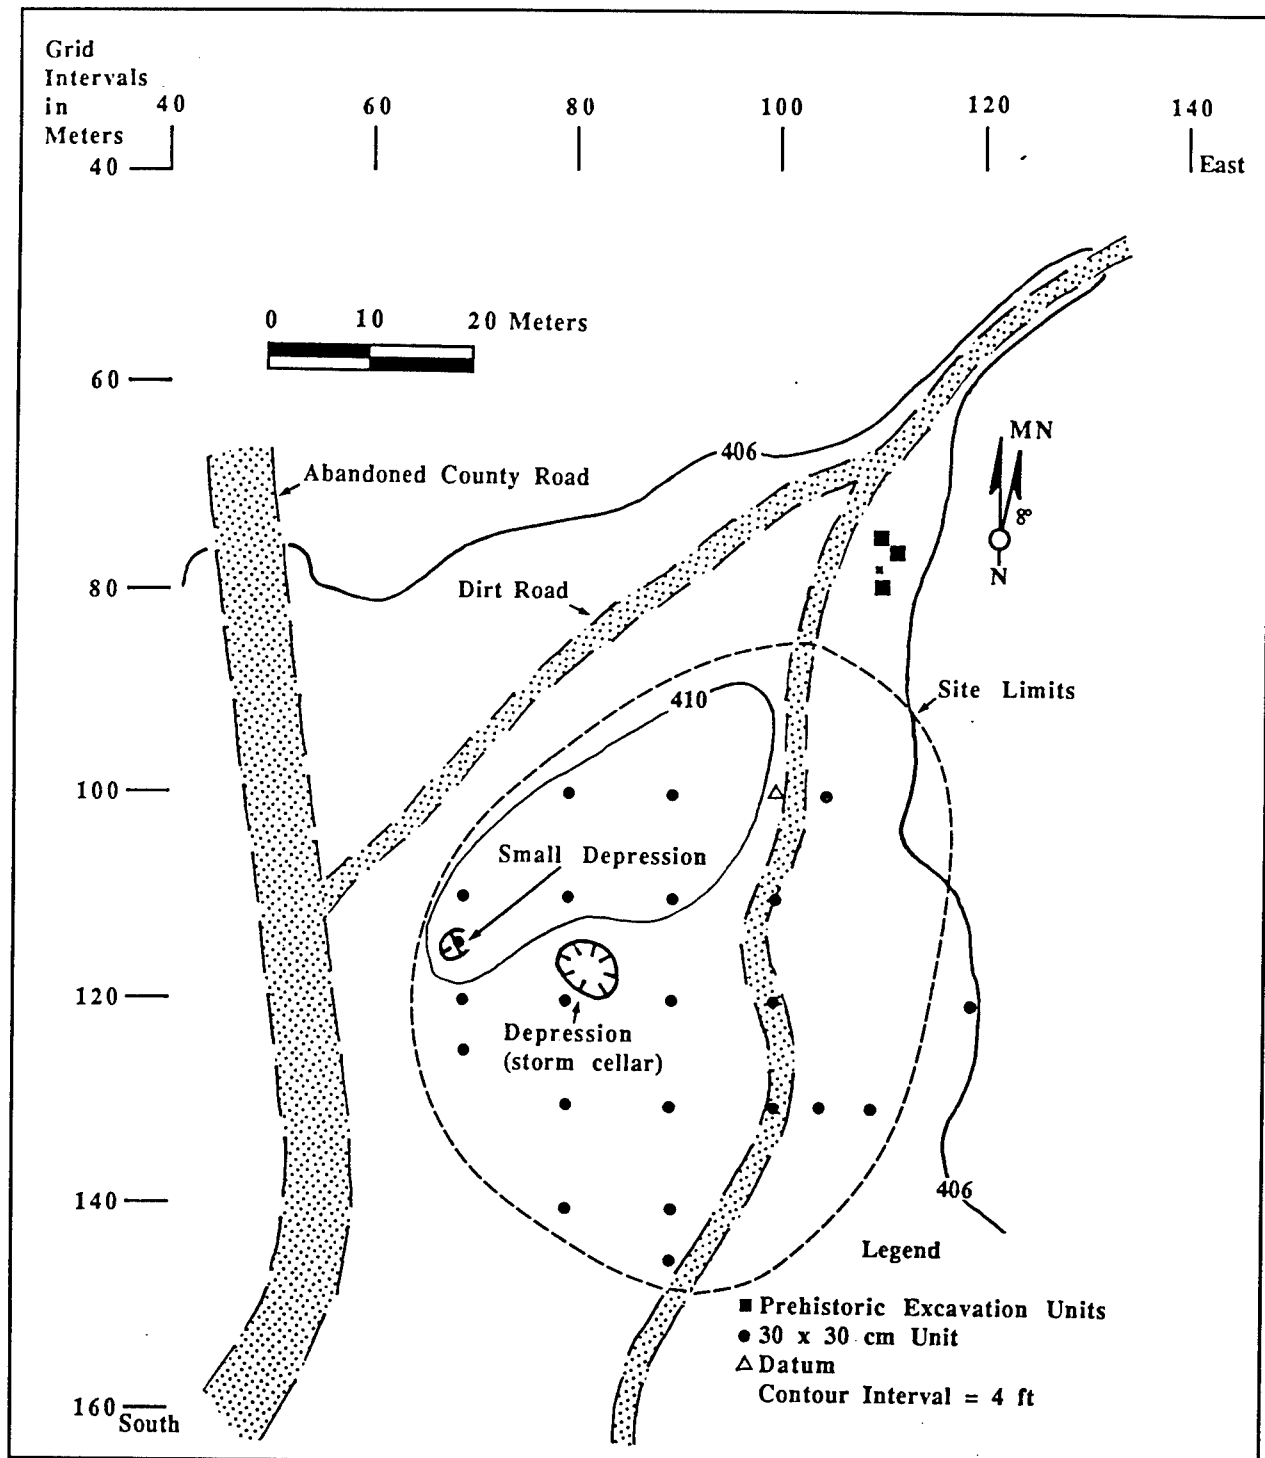 Grid
Intervals
in
Meters
40 60 80 100 120 140
40
East
0 10 20 Meters
60
406
MN
Abandoned County Road
8°
N
80
Dirt Road
Site Limits
410
100
Small Depression
120
Depression
(storm cellar)
140
406
Legend
Prehistoric Excavation Units
30 x 30 cm Unit
Datum
Contour Interval = 4 ft
160
South